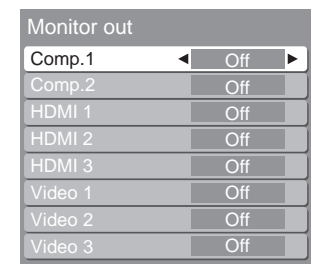 Monitor out
Comp.1 ◀ Off ▶
Comp.2 Off
HDMI 1 Off
HDMI 2 Off
HDMI 3 Off
Video 1 Off
Video 2 Off
Video 3 Off